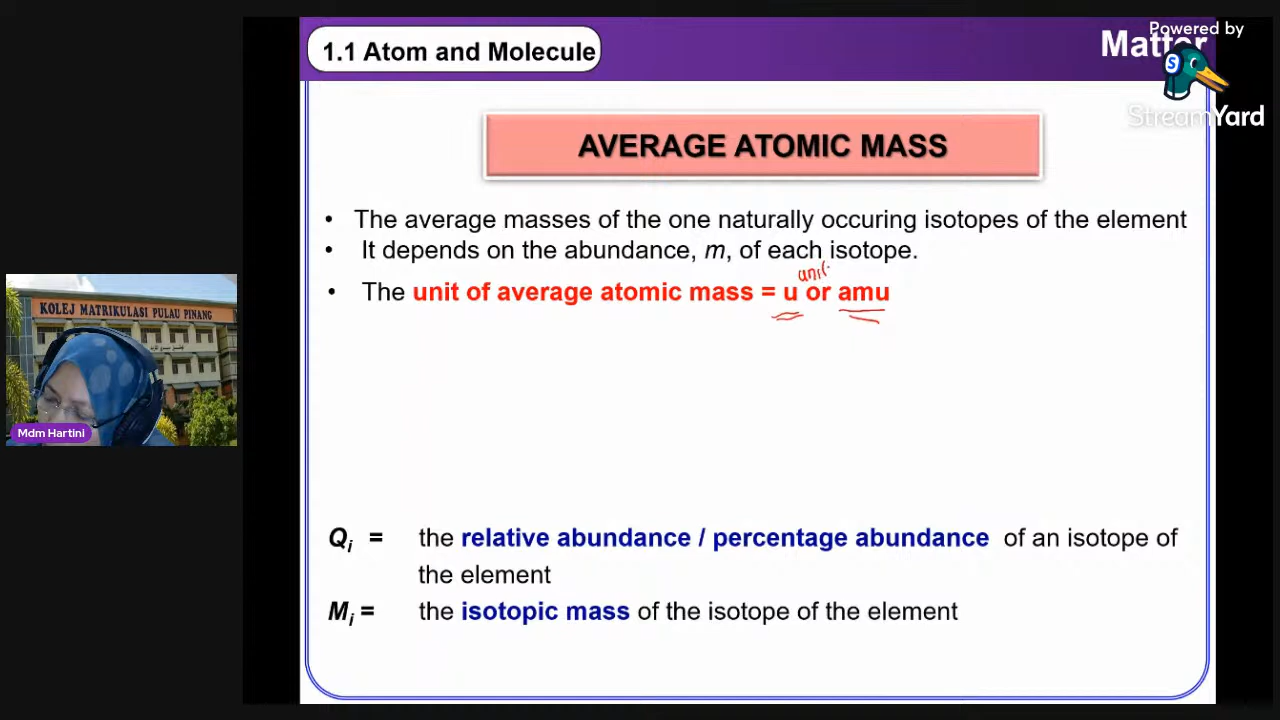 1.1 Atom and Molecule
Matter
Powered by
StreamYard
AVERAGE ATOMIC MASS
• The average masses of the one naturally occuring isotopes of the element
• It depends on the abundance, m, of each isotope.
unit
• The unit of average atomic mass = u or amu
KOLEJ MATRIKULASI PULAU PINANG
Mdm Hartini
Qi = the relative abundance / percentage abundance of an isotope of
the element
Mi = the isotopic mass of the isotope of the element